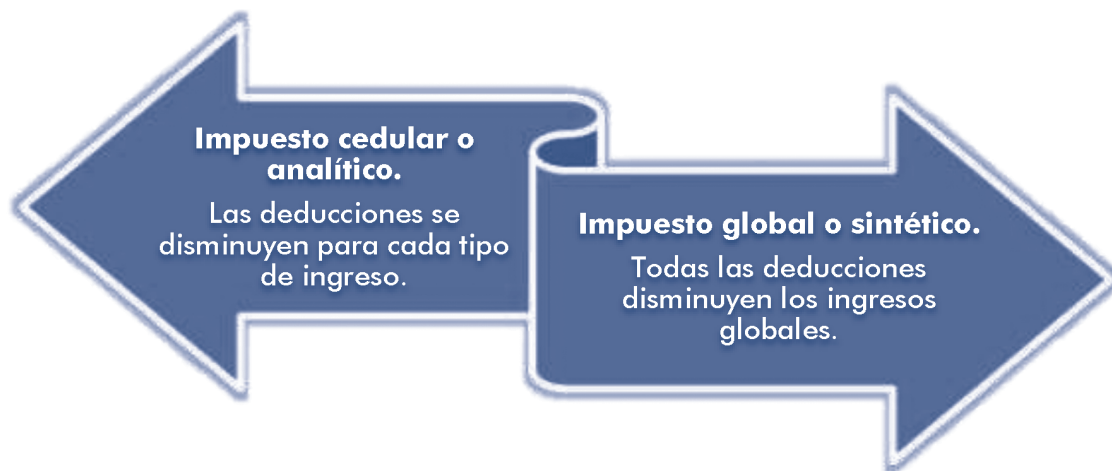 Impuesto cedular o
analítico.
Las deducciones se
disminuyen para cada tipo
de ingreso.
Impuesto global o sintético.
Todas las deducciones
disminuyen los ingresos
globales.